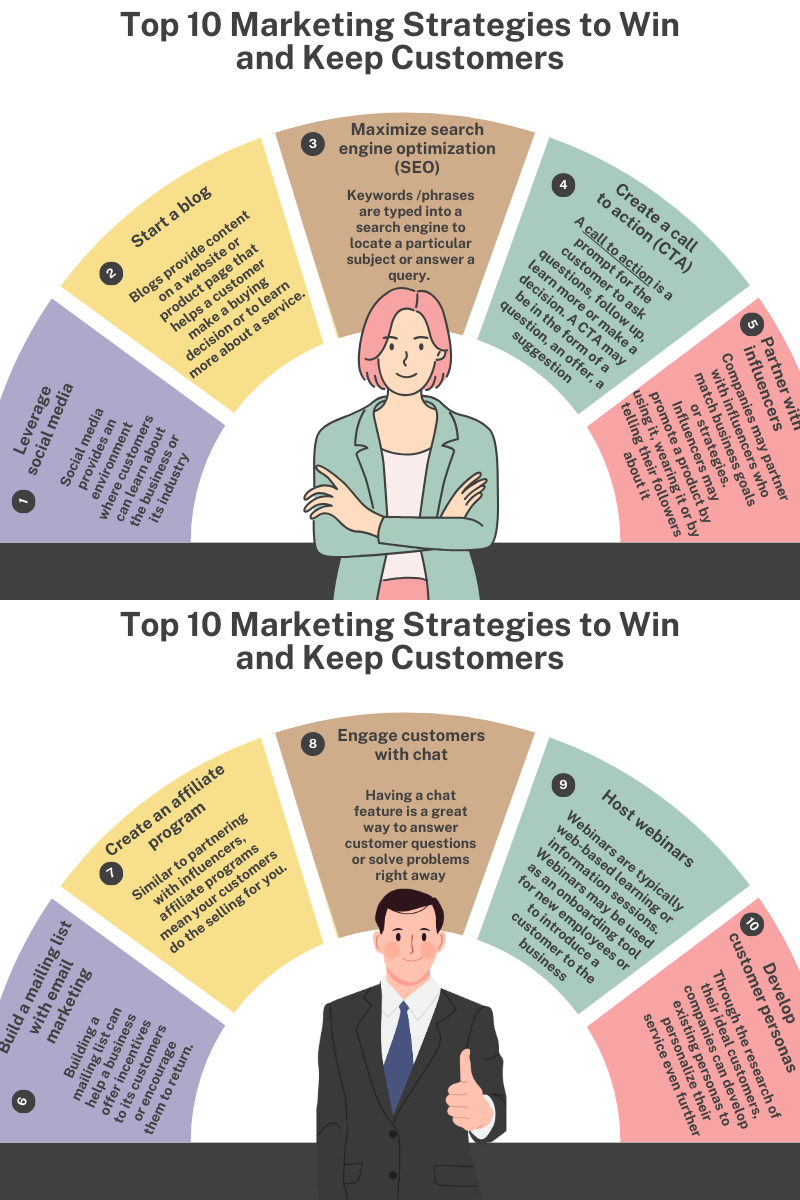 Top 10 Marketing Strategies to Win
and Keep Customers
1
Leverage
social media
Social media
provides an
environment
where customers
can learn about
the business or
its industry
2
Start a blog
Blogs provide content
on a website or
product page that
helps a customer
make a buying
decision or to learn
more about a service.
3
Maximize search
engine optimization
(SEO)
Keywords /phrases
are typed into a
search engine to
locate a particular
subject or answer a
query.
4
Create a call
to action (CTA)
A call to action is a
prompt for the
customer to ask
questions, follow up,
learn more or make a
decision. A CTA may
be in the form of a
question, an offer, a
suggestion
5
Partner with
influencers
Companies may partner
with influencers who
match business goals
or strategies.
Influencers may
promote a product by
using it, wearing it or by
telling their followers
about it
Top 10 Marketing Strategies to Win
and Keep Customers
6
Build a mailing list
with email
marketing
Building a
mailing list can
help a business
offer incentives
to its customers
or encourage
them to return.
7
Create an affiliate
program
Similar to partnering
with influencers,
affiliate programs
mean your customers
do the selling for you.
8
Engage customers
with chat
Having a chat
feature is a great
way to answer
customer questions
or solve problems
right away
9
Host webinars
Webinars are typically
web-based learning or
information sessions.
Webinars may be used
as an onboarding tool
for new employees or
to introduce a
customer to the
business
10
Develop
customer personas
Through the research of
their ideal customers,
companies can develop
existing personas to
personalize their
service even further